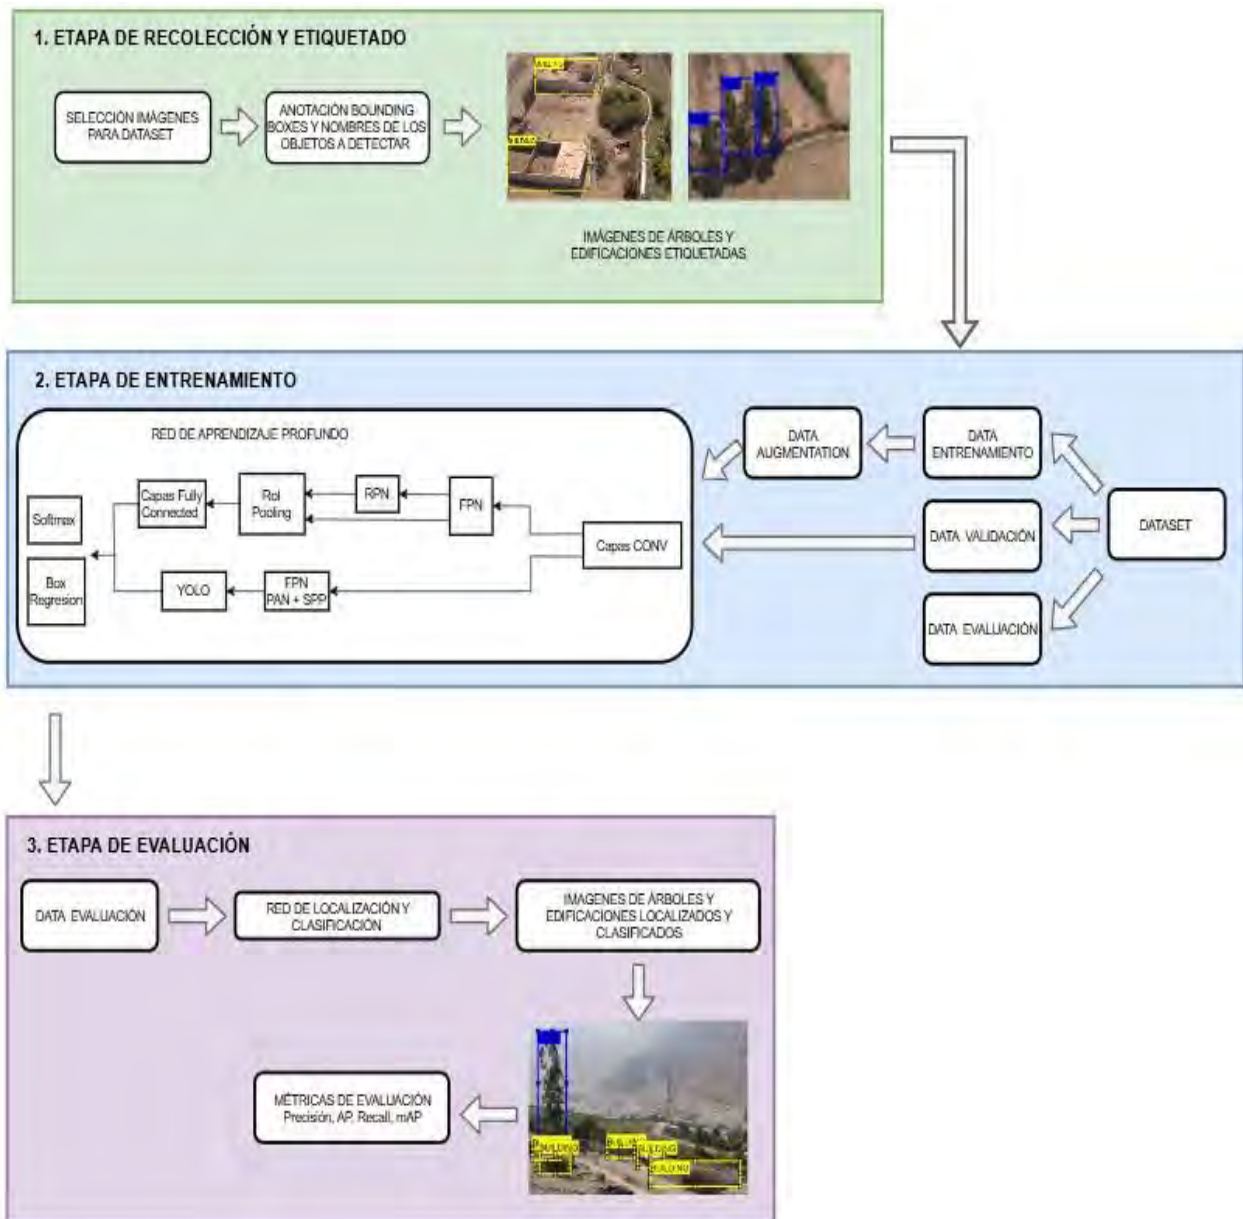 1. ETAPA DE RECOLECCIÓN Y ETIQUETADO
SELECCIÓN IMÁGENES
PARA DATASET
ANOTACIÓN BOUNDING
BOXES Y NOMBRES DE LOS
OBJETOS A DETECTAR
IMÁGENES DE ÁRBOLES Y
EDIFICACIONES ETIQUETADAS
2. ETAPA DE ENTRENAMIENTO
RED DE APRENDIZAJE PROFUNDO
Softmax
Box
Regresion
Capas Fully
Connected
RoI
Pooling
RPN
FPN
YOLO
FPN
PAN + SPP
Capas CONV
DATA
AUGMENTATION
DATA
ENTRENAMIENTO
DATA VALIDACIÓN
DATA EVALUACIÓN
DATASET
3. ETAPA DE EVALUACIÓN
DATA EVALUACIÓN
RED DE LOCALIZACIÓN Y
CLASIFICACIÓN
IMAGENES DE ÁRBOLES Y
EDIFICACIONES LOCALIZADOS Y
CLASIFICADOS
MÉTRICAS DE EVALUACIÓN
Precisión, AP, Recall, mAP
BUILDING
BUILDING
BUILDING